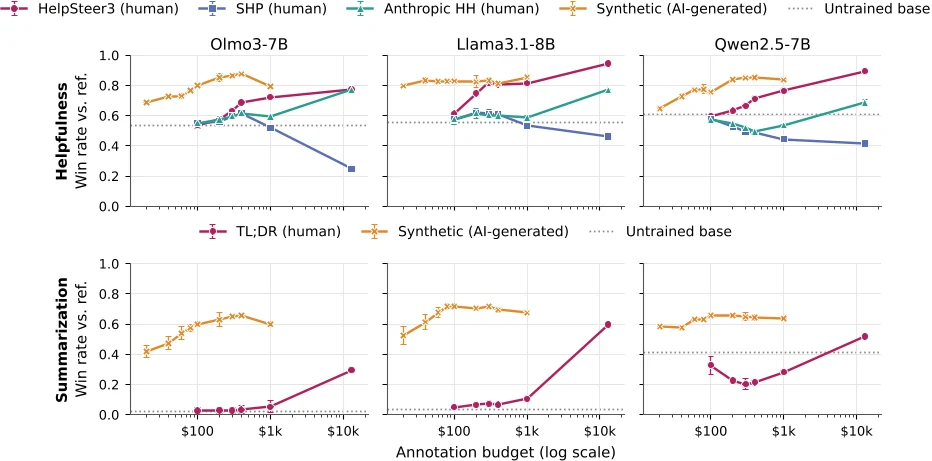 HelpSteer3 (human) SHP (human) Anthropic HH (human) Synthetic (AI-generated) Untrained base
Olmo3-7B Llama3.1-8B Qwen2.5-7B
Helpfulness
Win rate vs. ref.
1.0
0.8
0.6
0.4
0.2
0.0
TL;DR (human) Synthetic (AI-generated) Untrained base
Summarization
Win rate vs. ref.
1.0
0.8
0.6
0.4
0.2
0.0
$100 $1k $10k $100 $1k $10k $100 $1k $10k
Annotation budget (log scale)